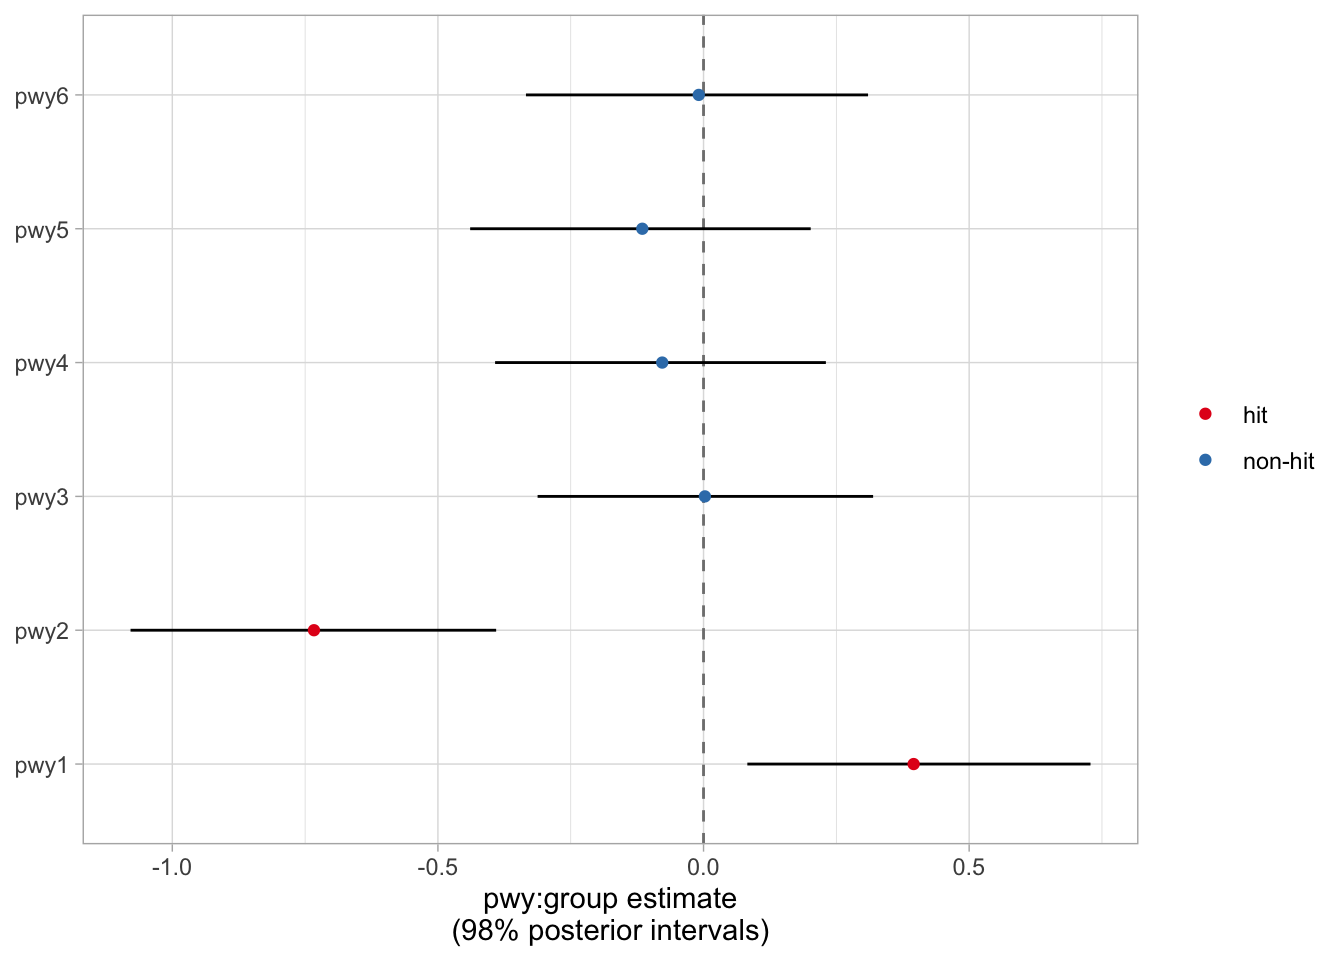 pwy6
pwy5
pwy4
pwy3
pwy2
pwy1
-1.0 -0.5 0.0 0.5
pwy:group estimate
(98% posterior intervals)
hit
non-hit